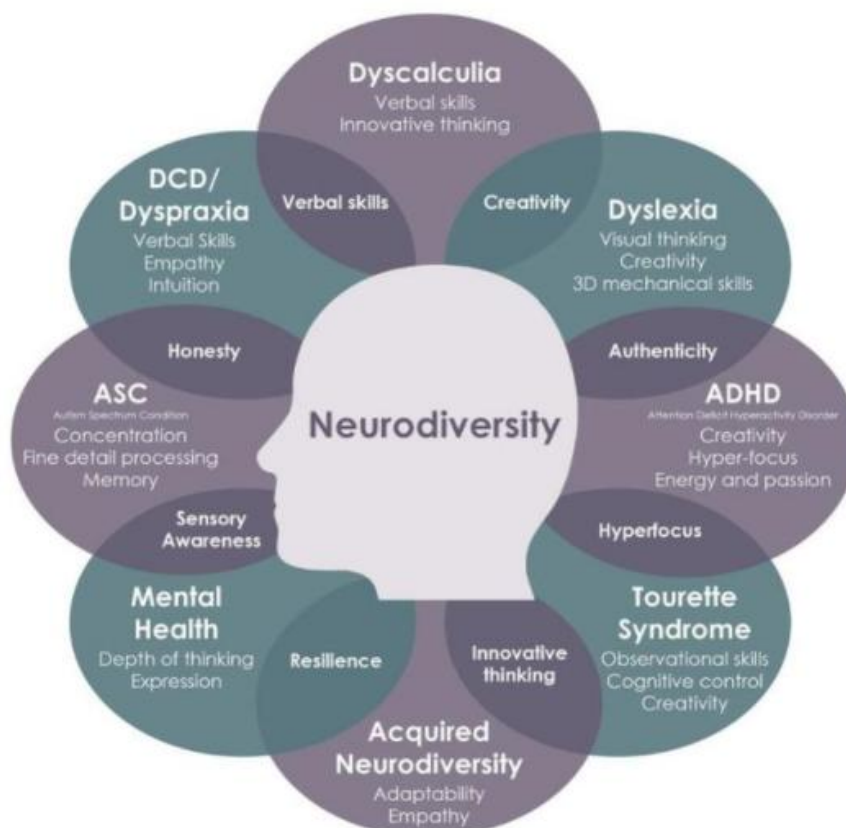 Dyscalculia
Verbal skills
Innovative thinking
Verbal skills
Creativity
DCD/
Dyspraxia
Verbal Skills
Empathy
Intuition
Dyslexia
Visual thinking
Creativity
3D mechanical skills
Honesty
Authenticity
ASC
Autism Spectrum Condition
Concentration
Fine detail processing
Memory
Neurodiversity
ADHD
Attention Deficit Hyperactivity Disorder
Creativity
Hyper-focus
Energy and passion
Sensory
Awareness
Hyperfocus
Mental
Health
Depth of thinking
Expression
Resilience
Innovative
thinking
Tourette
Syndrome
Observational skills
Cognitive control
Creativity
Acquired
Neurodiversity
Adaptability
Empathy